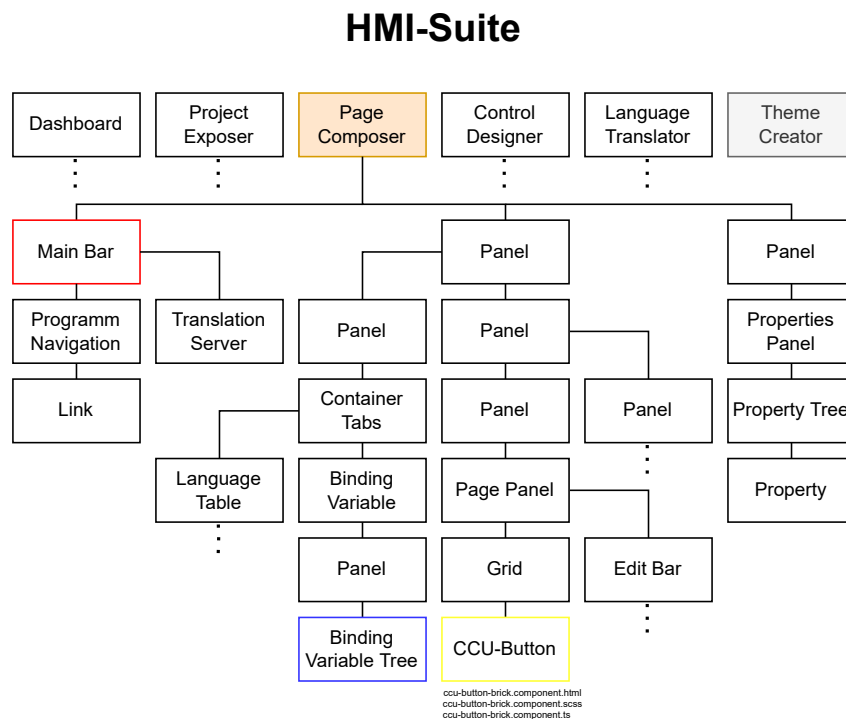 HMI-Suite
Dashboard
Project
Exposer
Page
Composer
Control
Designer
Language
Translator
Theme
Creator
Main Bar
Panel
Panel
Programm
Navigation
Translation
Server
Panel
Panel
Properties
Panel
Link
Container
Tabs
Panel
Panel
Property Tree
Language
Table
Binding
Variable
Page Panel
Property
Panel
Grid
Edit Bar
Binding
Variable Tree
CCU-Button
ccu-button-brick.component.html
ccu-button-brick.component.scss
ccu-button-brick.component.ts